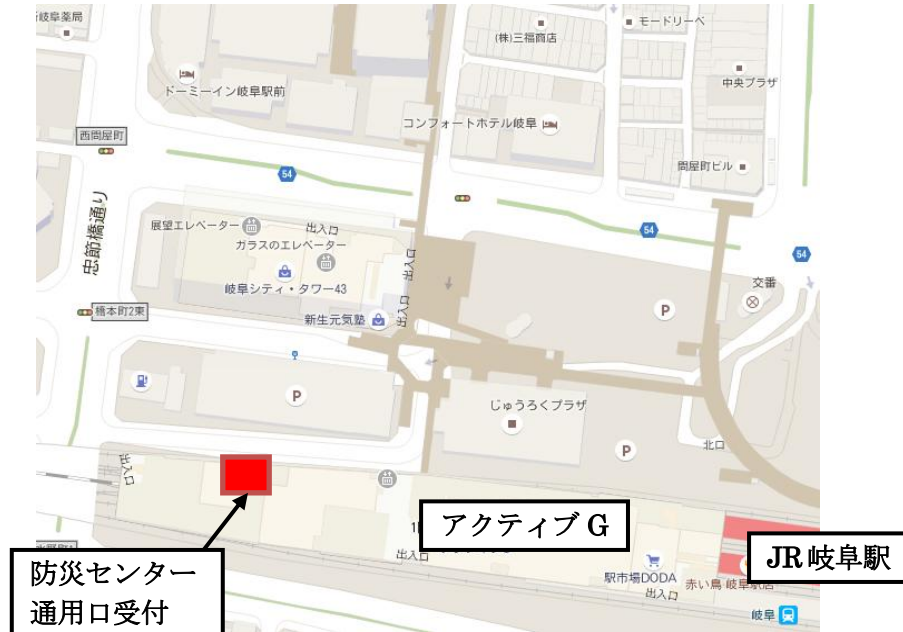 岐阜薬局
ドーミーイン岐阜駅前
(株)三福商店
モードリーベ
中央プラザ
コンフォートホテル岐阜
西問屋町
54
問屋町ビル
忠節橋通り
展望エレベーター
出入口
ガラスのエレベーター
出入口
54
54
岐阜シティ・タワー43
交番
橋本町2東
新生元気塾
出入口
P
P
じゅうろくプラザ
P
北口
出入口
アクティブG
出入口
防災センター
通用口受付
駅市場DODA
出入口
赤い鳥 岐阜駅店
JR岐阜駅
岐阜